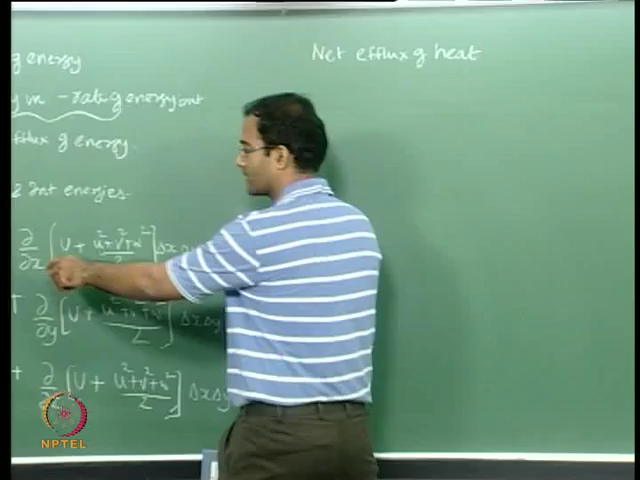 g energy
y in - rate g energy out
fflux g energy.
& Int energies.
∂/∂x [U + u²+v²+w²/2] Δx
+ ∂/∂y [U + u²+v²+w²/2] Δx Δy
+ ∂/∂z [U + u²+v²+w²/2] Δx Δy
Net efflux g heat
NPTEL